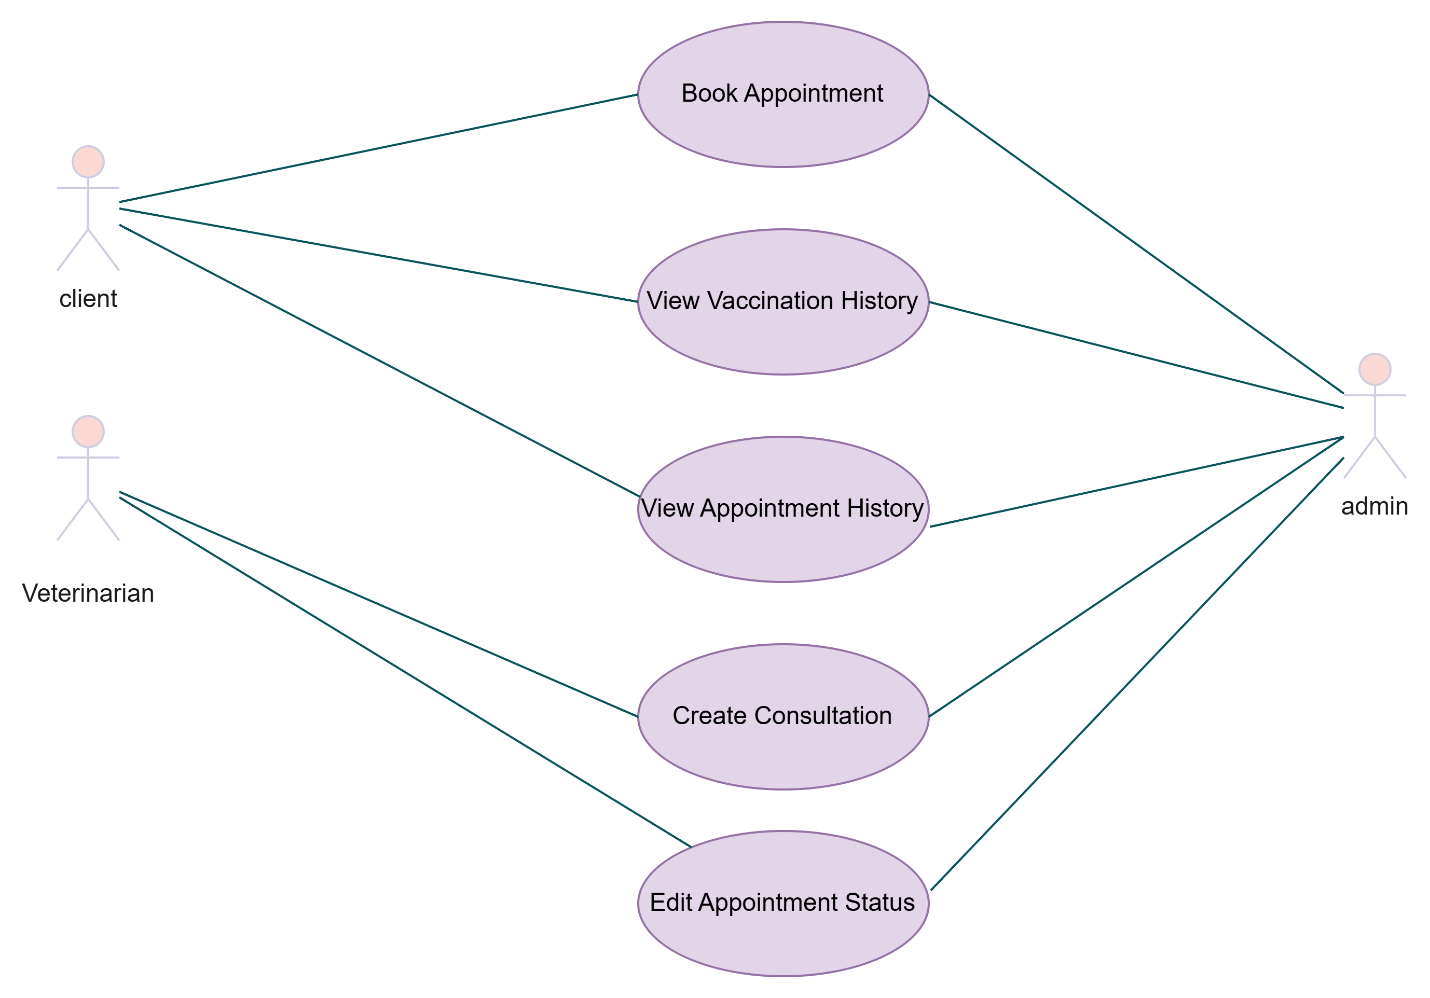 Book Appointment
client
View Vaccination History
View Appointment History
admin
Veterinarian
Create Consultation
Edit Appointment Status